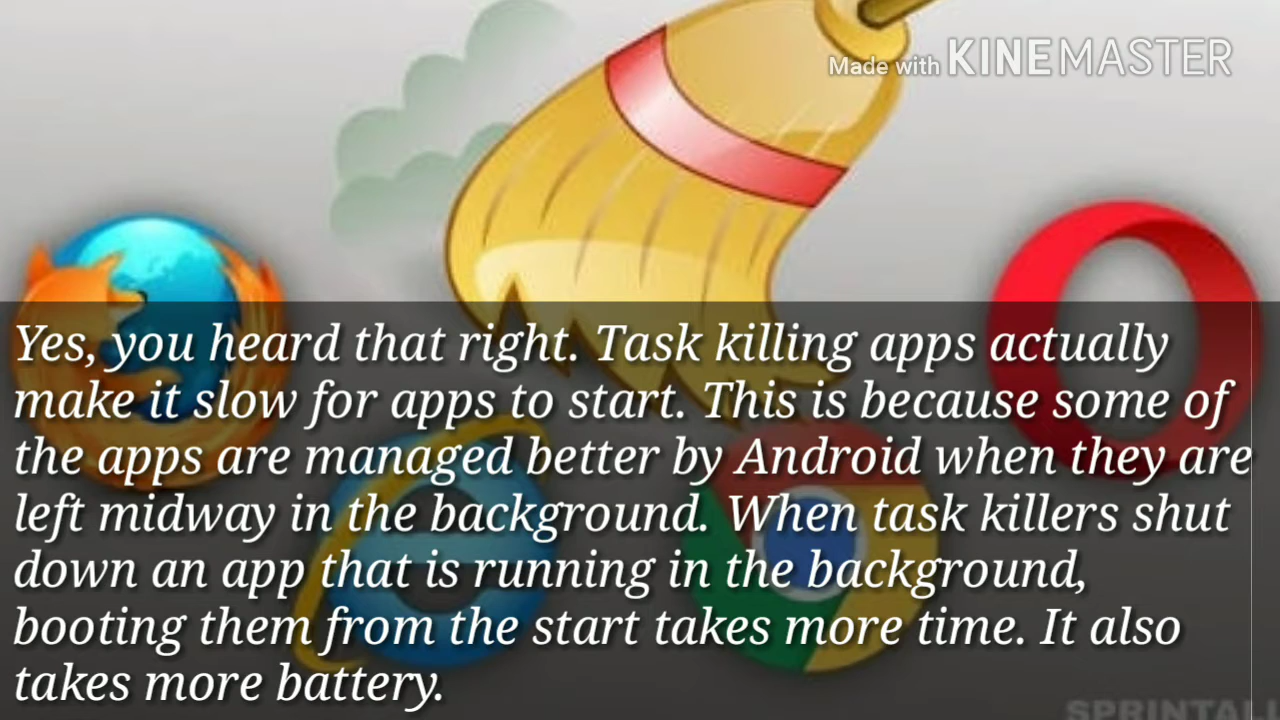 Made with KINEMASTER
Yes, you heard that right. Task killing apps actually
make it slow for apps to start. This is because some of
the apps are managed better by Android when they are
left midway in the background. When task killers shut
down an app that is running in the background,
booting them from the start takes more time. It also
takes more battery.